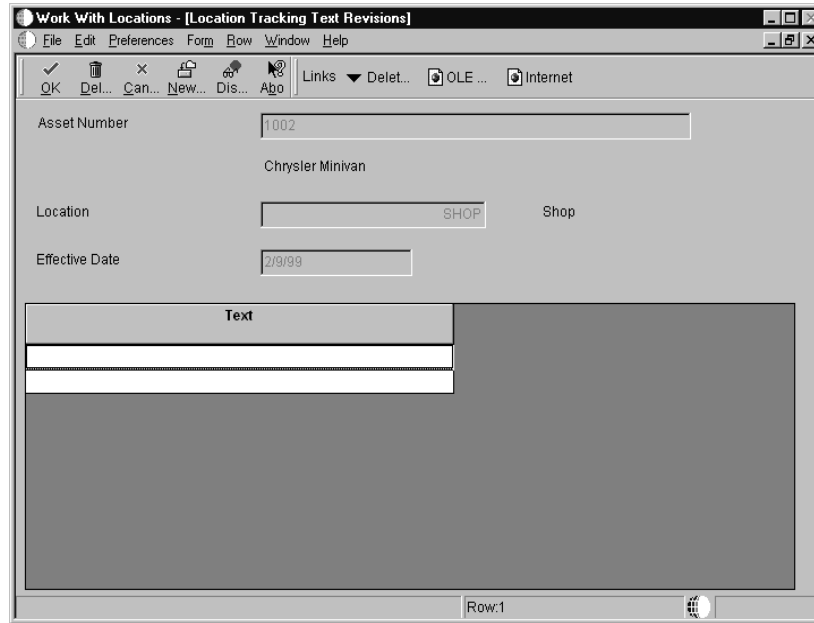 Work With Locations - [Location Tracking Text Revisions]
File Edit Preferences Form Row Window Help
OK Del... Can... New... Dis... Abo Links Delet... OLE ... Internet
Asset Number 1002
Chrysler Minivan
Location SHOP Shop
Effective Date 2/9/99
Text
Row:1